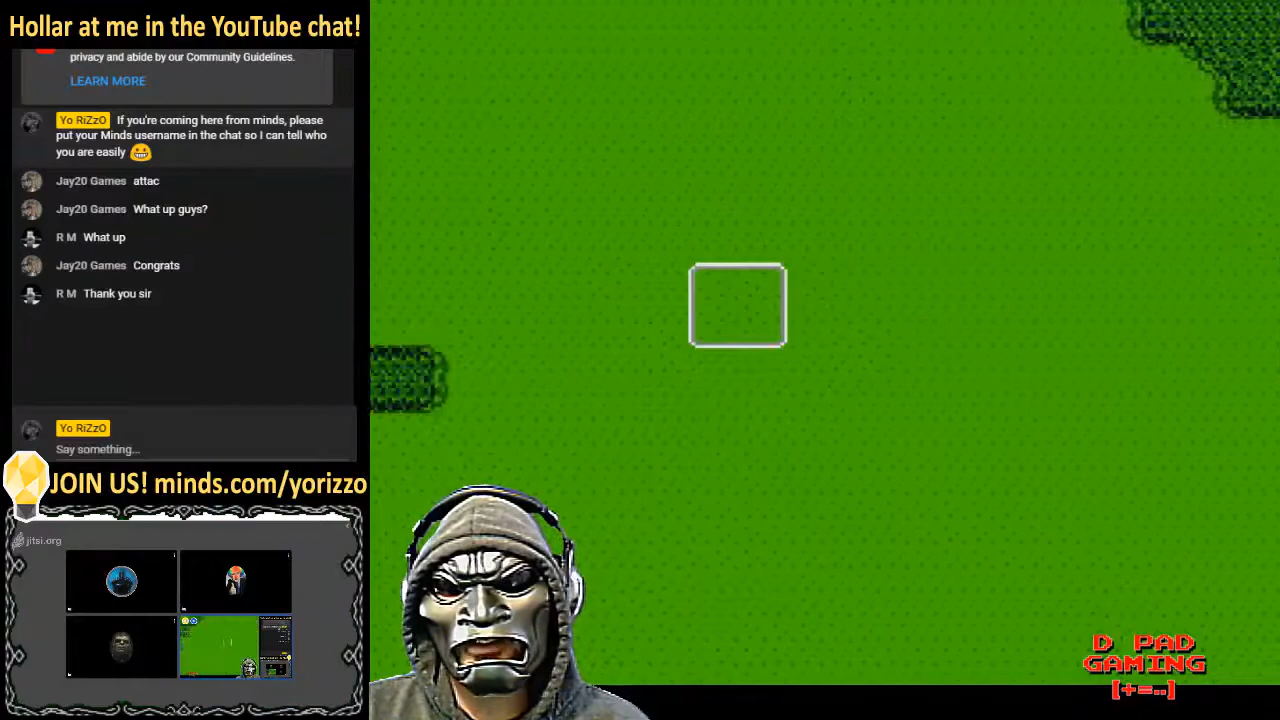 Hollar at me in the YouTube chat!
privacy and abide by our Community Guidelines.
LEARN MORE
Yo RiZzO If you're coming here from minds, please
put your Minds username in the chat so I can tell who
you are easily 😀
Jay20 Games attac
Jay20 Games What up guys?
R M What up
Jay20 Games Congrats
R M Thank you sir
Yo RiZzO
Say something...
JOIN US! minds.com/yorizzo
jitsi.org
D PAD
GAMING
[+=..]